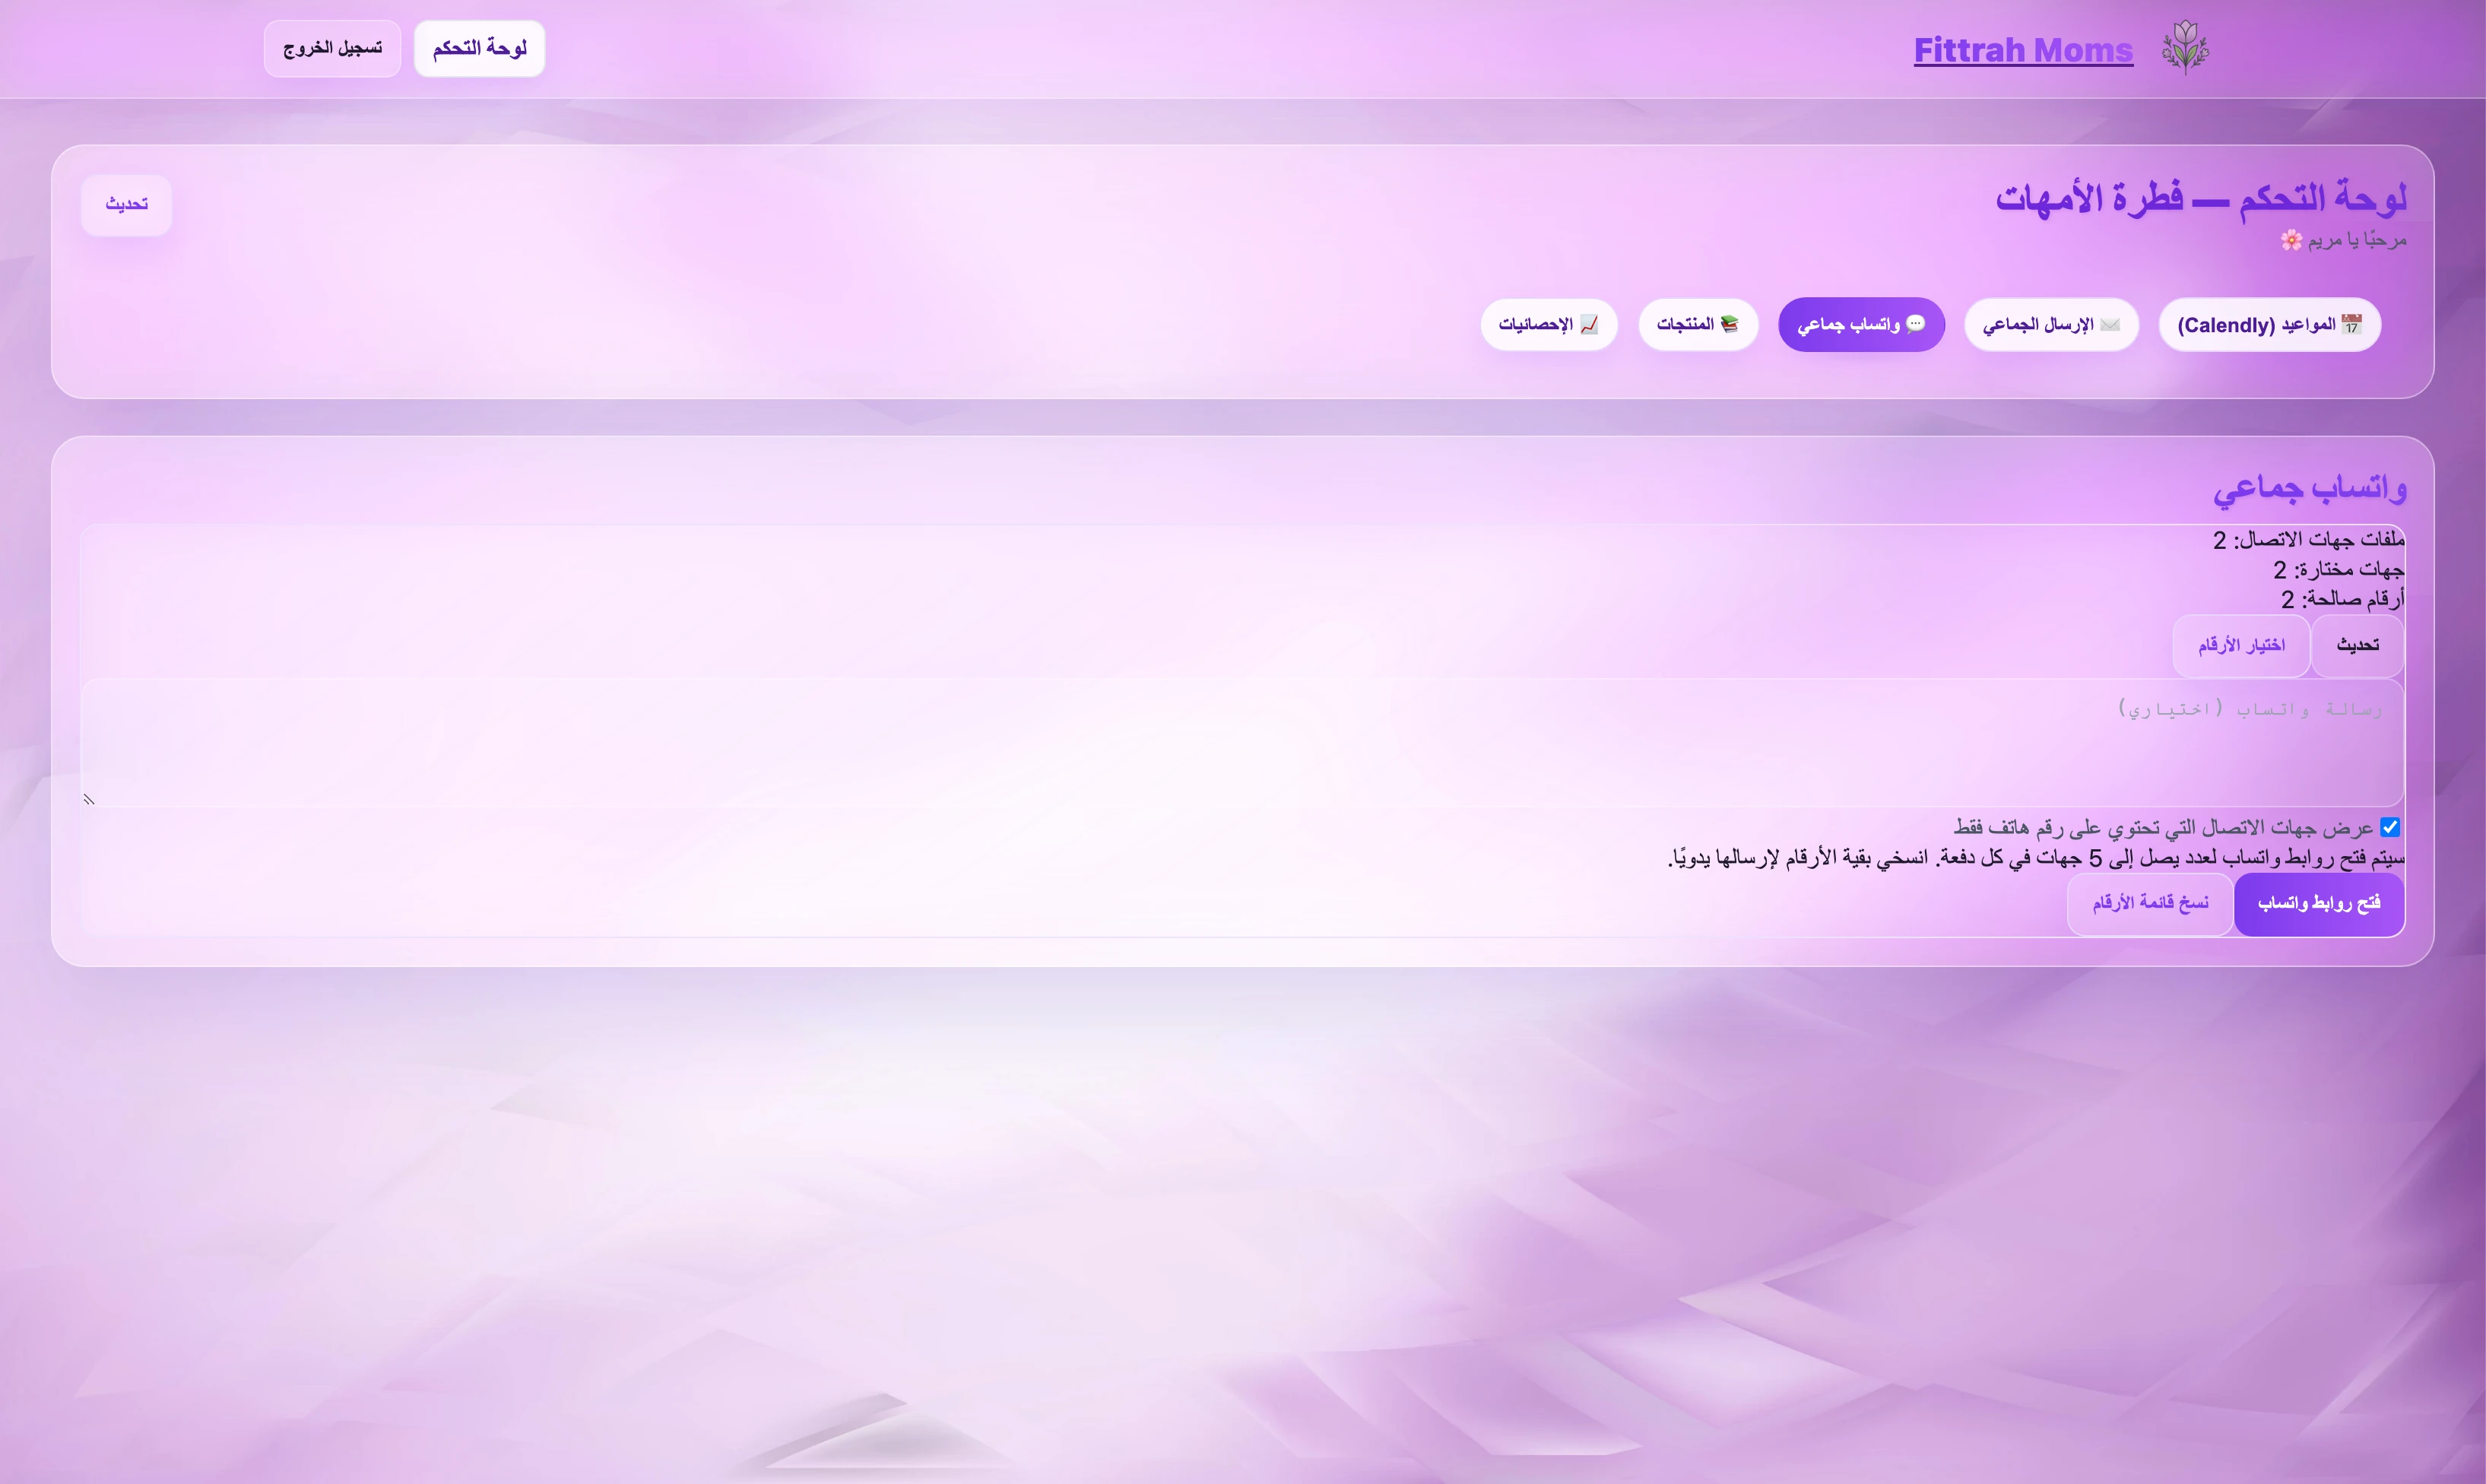 Fittrah Moms
لوحة التحكم
تسجيل الخروج
لوحة التحكم — فطرة الأمهات
مرحبًا يا مريم 🌸
تحديث
📅 المواعيد (Calendly)
✉️ الإرسال الجماعي
💬 واتساب جماعي
📚 المنتجات
📈 الإحصائيات
واتساب جماعي
ملفات جهات الاتصال: 2
جهات مختارة: 2
أرقام صالحة: 2
تحديث
اختيار الأرقام
رسالة واتساب (اختياري)
عرض جهات الاتصال التي تحتوي على رقم هاتف فقط
سيتم فتح روابط واتساب لعدد يصل إلى 5 جهات في كل دفعة. انسخي بقية الأرقام لإرسالها يدويًا.
فتح روابط واتساب
نسخ قائمة الأرقام